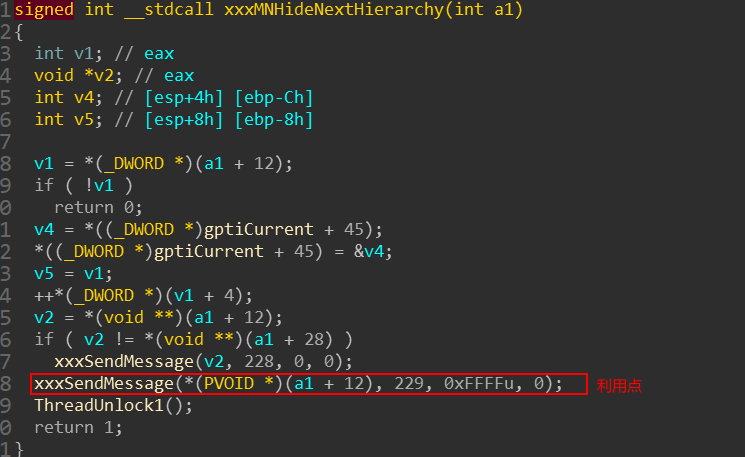 1 signed int __stdcall xxxMNHideNextHierarchy(int a1)
2 {
3 int v1; // eax
4 void *v2; // eax
5 int v4; // [esp+4h] [ebp-Ch]
6 int v5; // [esp+8h] [ebp-8h]
7
8 v1 = *(_DWORD *)(a1 + 12);
9 if ( !v1 )
0 return 0;
1 v4 = *((_DWORD *)gptiCurrent + 45);
2 *((_DWORD *)gptiCurrent + 45) = &v4;
3 v5 = v1;
4 ++*(_DWORD *)(v1 + 4);
5 v2 = *(void **)(a1 + 12);
6 if ( v2 != *(void **)(a1 + 28) )
7 xxxSendMessage(v2, 228, 0, 0);
8 xxxSendMessage(*(PVOID *)(a1 + 12), 229, 0xFFFFu, 0); 利用点
9 ThreadUnlock1();
0 return 1;
1 }